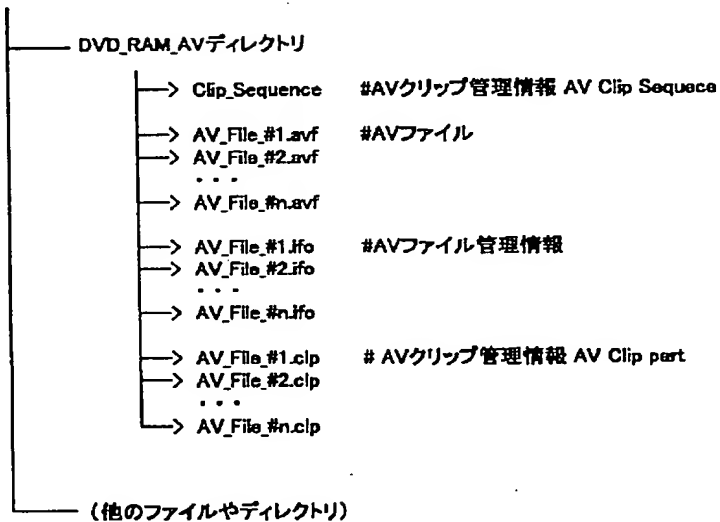 DVD_RAM_AVディレクトリ
Clip_Sequence #AVクリップ管理情報 AV Clip Sequece
AV_File_#1.avf #AVファイル
AV_File_#2.avf
・・・
AV_File_#n.avf
AV_File_#1.ifo #AVファイル管理情報
AV_File_#2.ifo
・・・
AV_File_#n.ifo
AV_File_#1.clp # AVクリップ管理情報 AV Clip part
AV_File_#2.clp
・・・
AV_File_#n.clp
(他のファイルやディレクトリ)